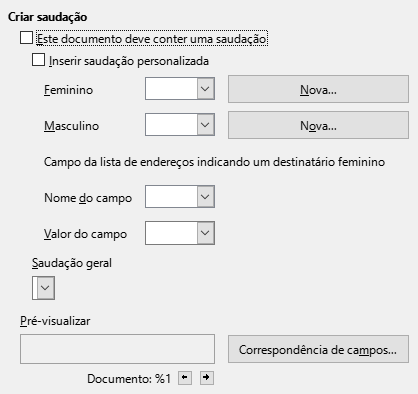 Criar saudação
Este documento deve conter uma saudação
Inserir saudação personalizada
Feminino
Nova...
Masculino
Nova...
Campo da lista de endereços indicando um destinatário feminino
Nome do campo
Valor do campo
Saudação geral
Pré-visualizar
Correspondência de campos...
Documento: %1